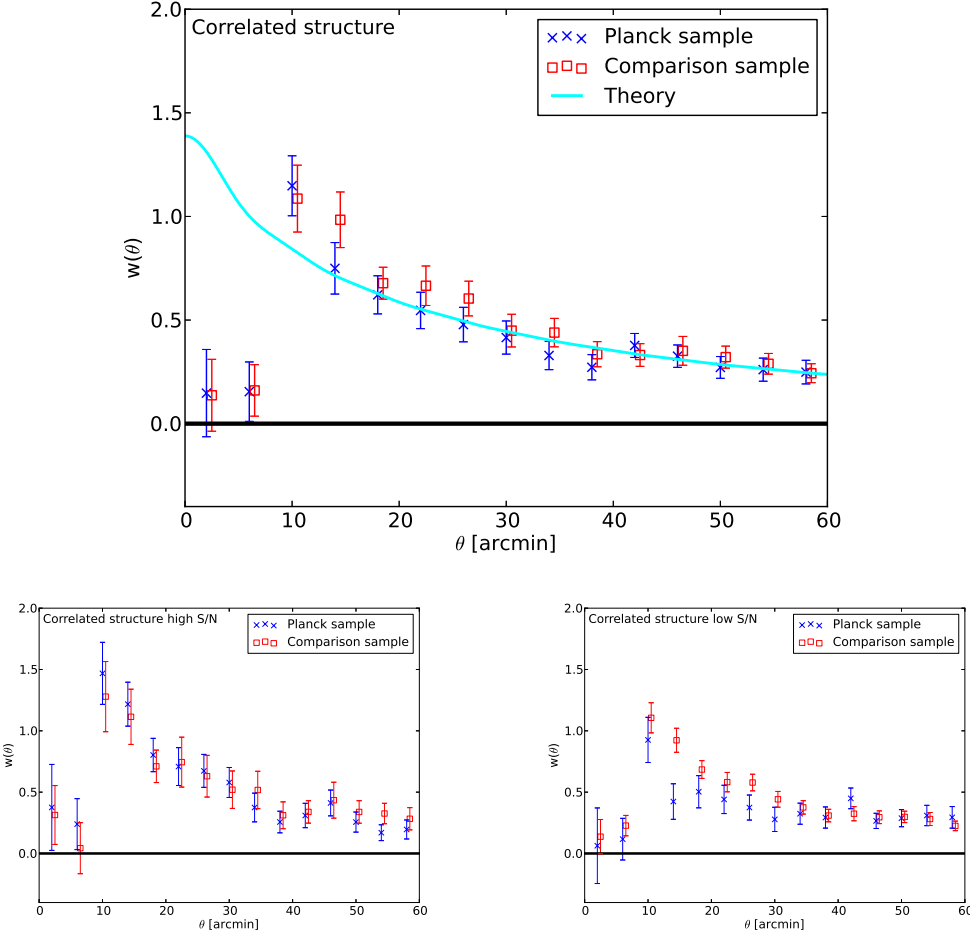 Correlated structure
Planck sample
Comparison sample
Theory
2.0
1.5
1.0
0.5
0.0
w(θ)
0 10 20 30 40 50 60
θ [arcmin]
Correlated structure high S/N
Planck sample
Comparison sample
2.0
1.5
1.0
0.5
0.0
w(θ)
0 10 20 30 40 50 60
θ [arcmin]
Correlated structure low S/N
Planck sample
Comparison sample
2.0
1.5
1.0
0.5
0.0
w(θ)
0 10 20 30 40 50 60
θ [arcmin]